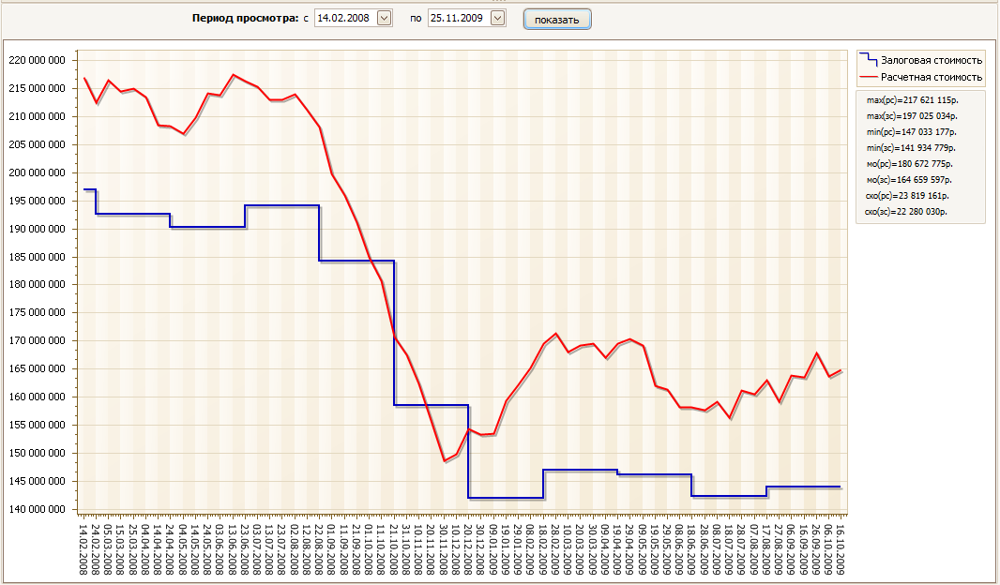 Период просмотра: с 14.02.2008 по 25.11.2009 показать
220 000 000
215 000 000
210 000 000
205 000 000
200 000 000
195 000 000
190 000 000
185 000 000
180 000 000
175 000 000
170 000 000
165 000 000
160 000 000
155 000 000
150 000 000
145 000 000
140 000 000
14.02.2008
24.02.2008
05.03.2008
15.03.2008
25.03.2008
04.04.2008
14.04.2008
24.04.2008
04.05.2008
14.05.2008
24.05.2008
03.06.2008
13.06.2008
23.06.2008
03.07.2008
13.07.2008
23.07.2008
02.08.2008
12.08.2008
22.08.2008
01.09.2008
11.09.2008
21.09.2008
01.10.2008
11.10.2008
21.10.2008
31.10.2008
10.11.2008
20.11.2008
30.11.2008
10.12.2008
20.12.2008
30.12.2008
09.01.2009
19.01.2009
29.01.2009
08.02.2009
18.02.2009
28.02.2009
10.03.2009
20.03.2009
30.03.2009
09.04.2009
19.04.2009
29.04.2009
09.05.2009
19.05.2009
29.05.2009
08.06.2009
18.06.2009
28.06.2009
08.07.2009
18.07.2009
28.07.2009
07.08.2009
17.08.2009
27.08.2009
06.09.2009
16.09.2009
26.09.2009
06.10.2009
16.10.2009
Залоговая стоимость
Расчетная стоимость
max(рс)=217 621 115р.
max(зс)=197 025 034р.
min(рс)=147 033 177р.
min(зс)=141 934 779р.
мо(рс)=180 672 775р.
мо(зс)=164 659 597р.
ско(рс)=23 819 161р.
ско(зс)=22 280 030р.